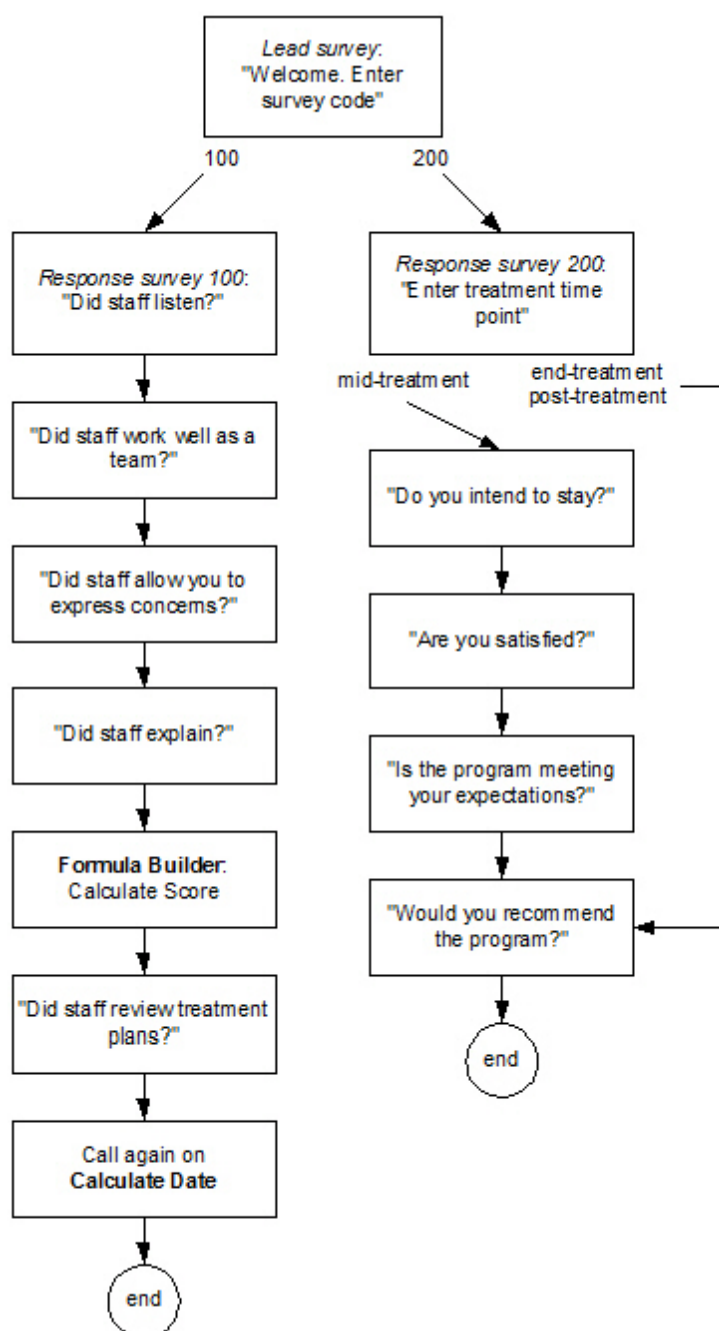 Lead survey:
"Welcome. Enter
survey code"
100
200
Response survey 100:
"Did staff listen?"
"Did staff work well as a
team?"
"Did staff allow you to
express concerns?"
"Did staff explain?"
Formula Builder:
Calculate Score
"Did staff review treatment
plans?"
Call again on
Calculate Date
end
Response survey 200:
"Enter treatment time
point"
mid-treatment
end-treatment
post-treatment
"Do you intend to stay?"
"Are you satisfied?"
"Is the program meeting
your expectations?"
"Would you recommend
the program?"
end